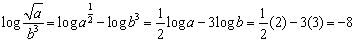 log √a/b³ = log a^(1/2) − log b³ = 1/2 log a − 3 log b = 1/2 (2) − 3(3) = −8